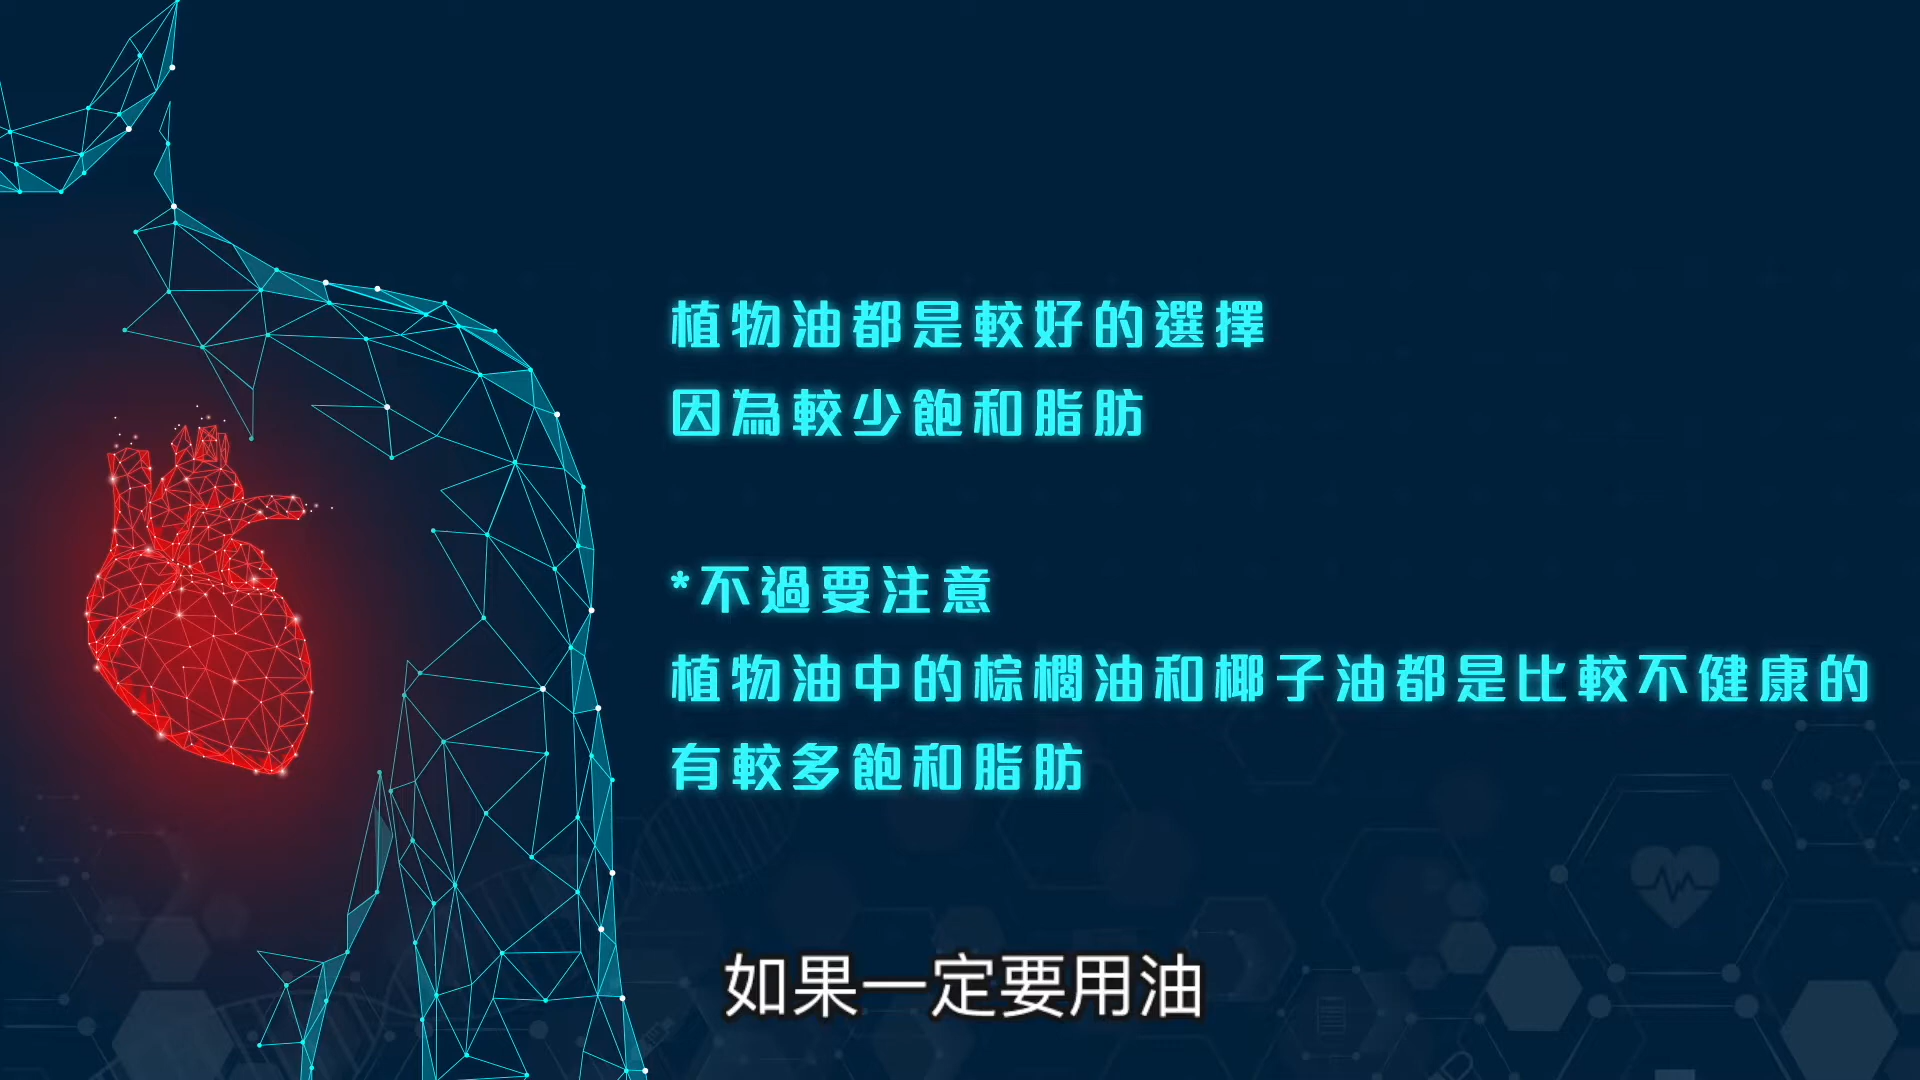 植物油都是較好的選擇
因為較少飽和脂肪
*不過要注意
植物油中的棕櫚油和椰子油都是比較不健康的
有較多飽和脂肪
如果一定要用油